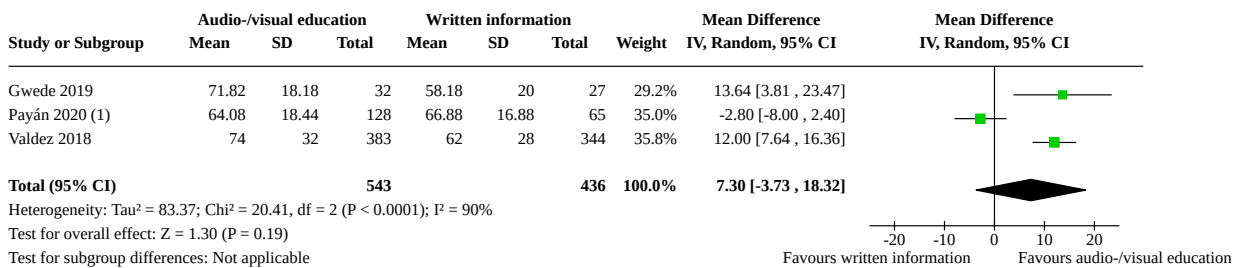 Audio-/visual education Written information Mean Difference Mean Difference
Study or Subgroup Mean SD Total Mean SD Total Weight IV, Random, 95% CI IV, Random, 95% CI
Gwede 2019 71.82 18.18 32 58.18 20 27 29.2% 13.64 [3.81 , 23.47]
Payán 2020 (1) 64.08 18.44 128 66.88 16.88 65 35.0% -2.80 [-8.00 , 2.40]
Valdez 2018 74 32 383 62 28 344 35.8% 12.00 [7.64 , 16.36]
Total (95% CI) 543 436 100.0% 7.30 [-3.73 , 18.32]
Heterogeneity: Tau² = 83.37; Chi² = 20.41, df = 2 (P < 0.0001); I² = 90%
Test for overall effect: Z = 1.30 (P = 0.19) -20 -10 0 10 20
Test for subgroup differences: Not applicable Favours written information Favours audio-/visual education